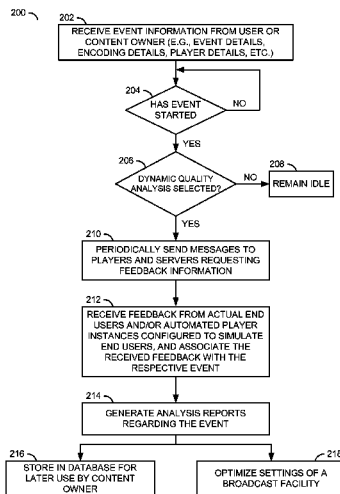 200
202
RECEIVE EVENT INFORMATION FROM USER OR
CONTENT OWNER (E.G., EVENT DETAILS,
ENCODING DETAILS, PLAYER DETAILS, ETC.)
204
HAS EVENT
STARTED
NO
YES
206
DYNAMIC QUALITY
ANALYSIS SELECTED?
NO
208
REMAIN IDLE
YES
210
PERIODICALLY SEND MESSAGES TO
PLAYERS AND SERVERS REQUESTING
FEEDBACK INFORMATION
212
RECEIVE FEEDBACK FROM ACTUAL END
USERS AND/OR AUTOMATED PLAYER
INSTANCES CONFIGURED TO SIMULATE
END USERS, AND ASSOCIATE THE
RECEIVED FEEDBACK WITH THE
RESPECTIVE EVENT
214
GENERATE ANALYSIS REPORTS
REGARDING THE EVENT
216
STORE IN DATABASE FOR
LATER USE BY CONTENT
OWNER
218
OPTIMIZE SETTINGS OF A
BROADCAST FACILITY